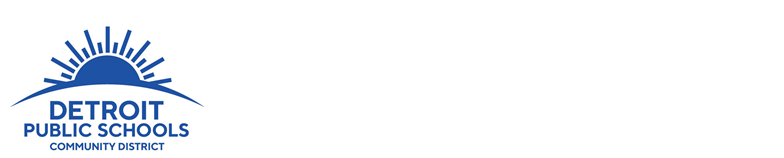 DETROIT
PUBLIC SCHOOLS
COMMUNITY DISTRICT